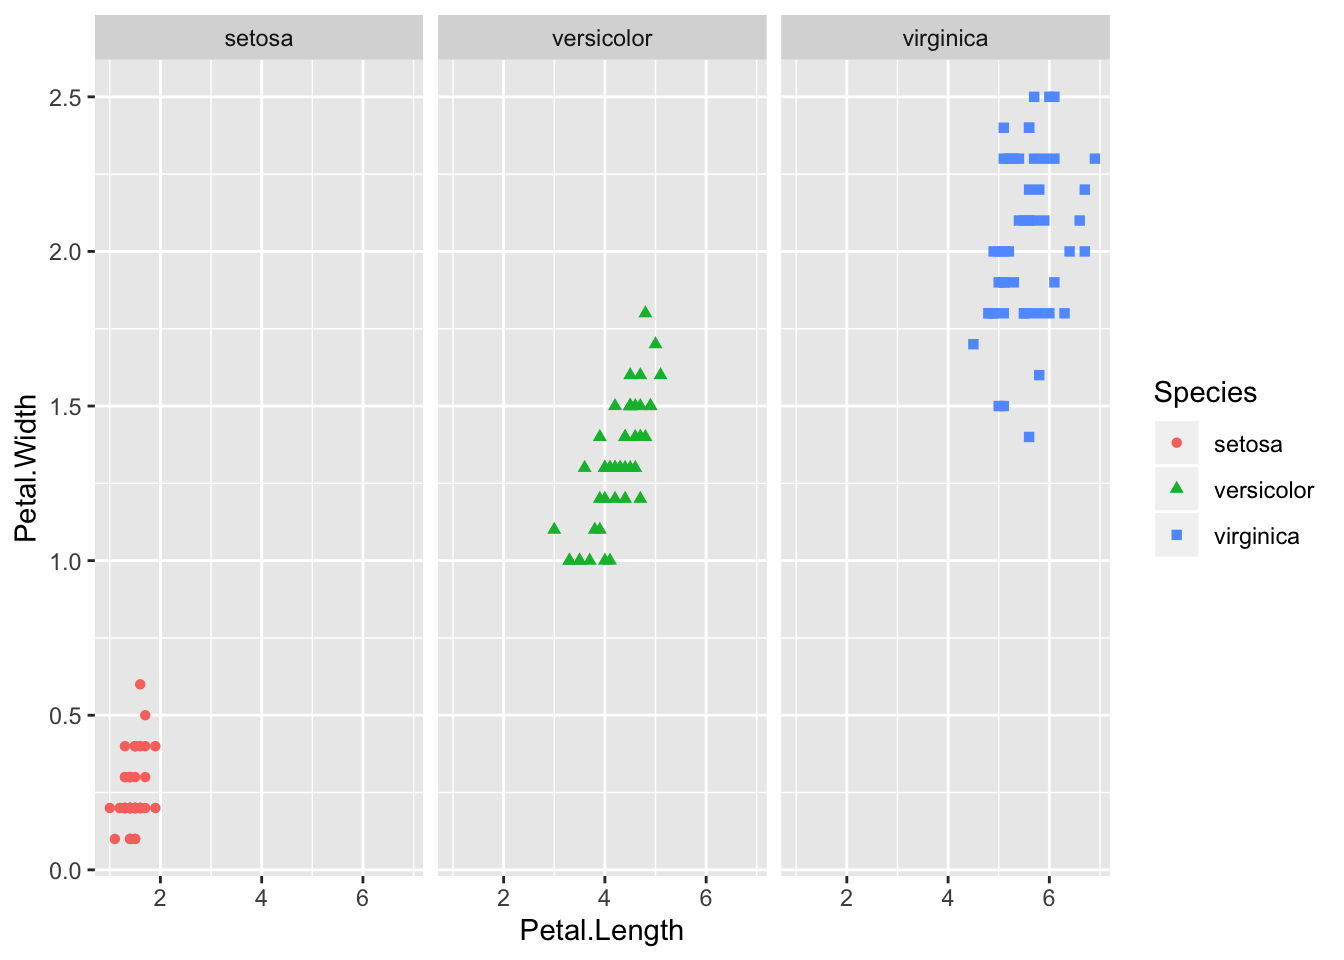 setosa
versicolor
virginica
2.5
2.0
1.5
1.0
0.5
0.0
Petal.Width
2 4 6
2 4 6
2 4 6
Petal.Length
Species
setosa
versicolor
virginica